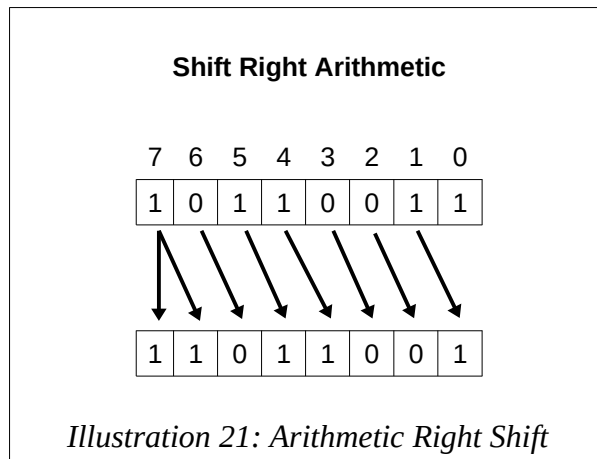 Shift Right Arithmetic
7 6 5 4 3 2 1 0
1 0 1 1 0 0 1 1
1 1 0 1 1 0 0 1
Illustration 21: Arithmetic Right Shift